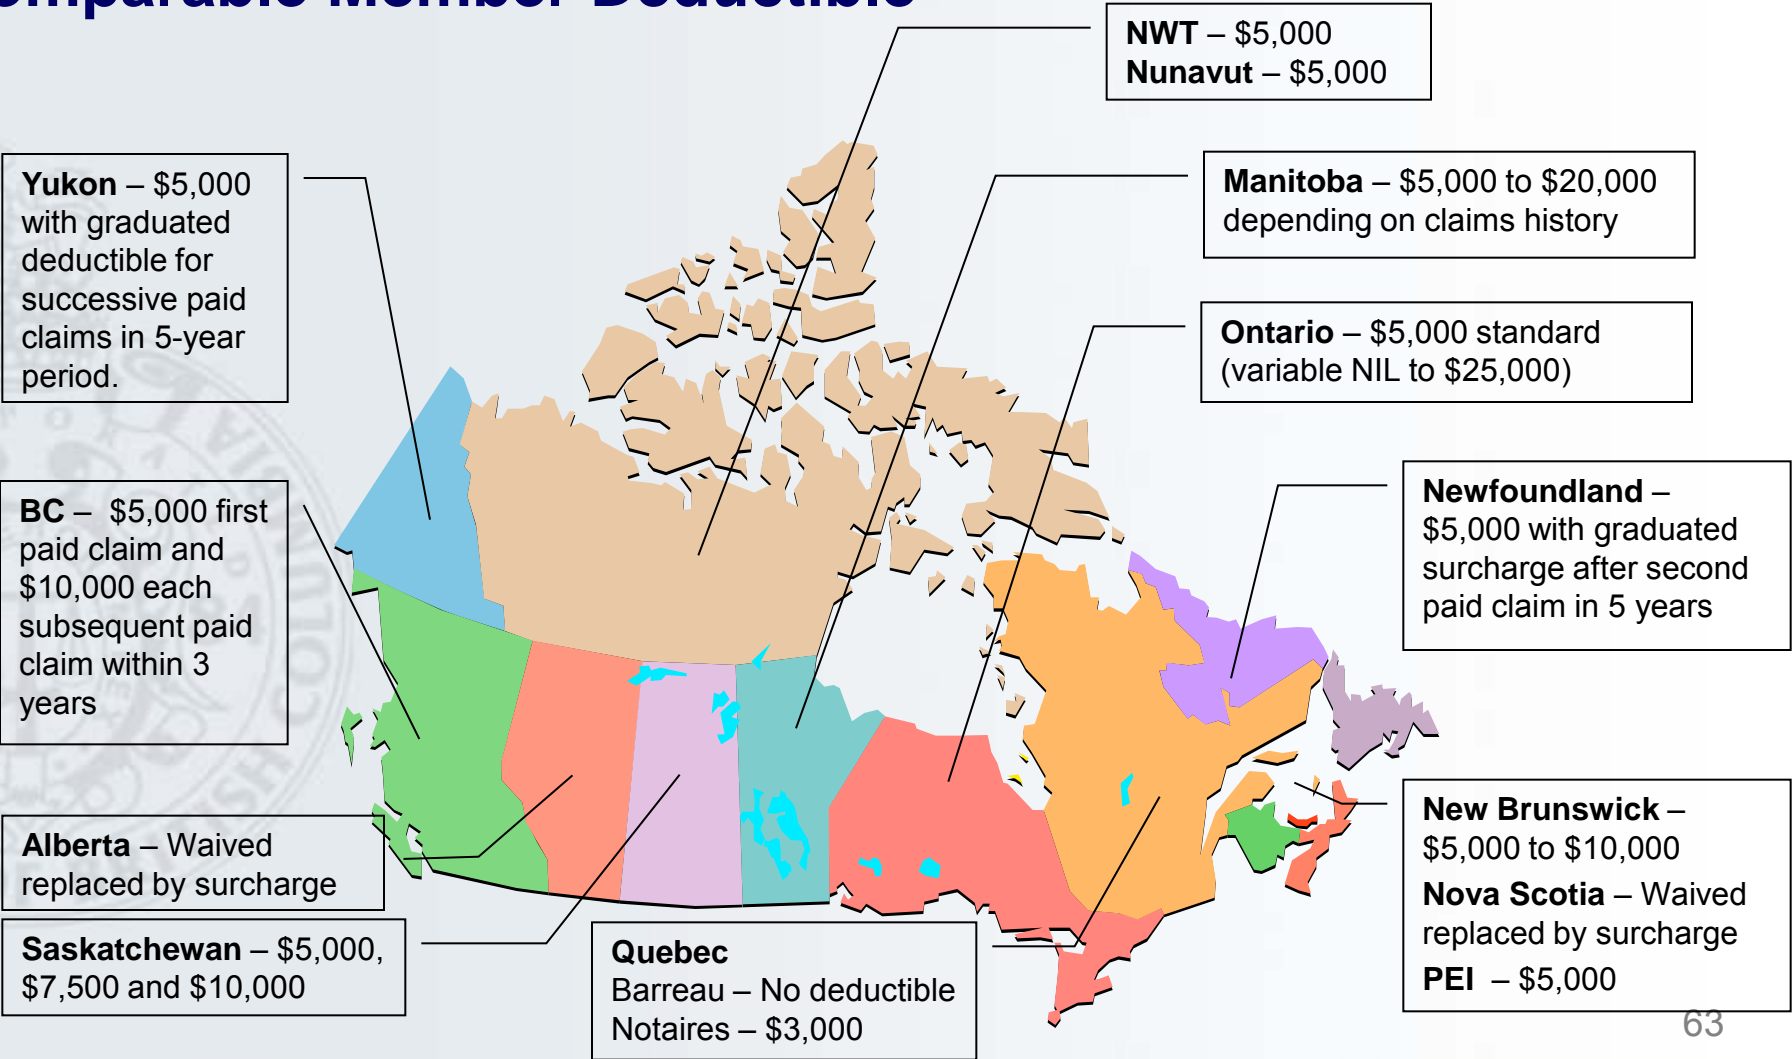 Comparable Member Deductible
NWT – $5,000
Nunavut – $5,000
Yukon – $5,000
with graduated
deductible for
successive paid
claims in 5-year
period.
Manitoba – $5,000 to $20,000
depending on claims history
Ontario – $5,000 standard
(variable NIL to $25,000)
BC – $5,000 first
paid claim and
$10,000 each
subsequent paid
claim within 3
years
Newfoundland –
$5,000 with graduated
surcharge after second
paid claim in 5 years
Alberta – Waived
replaced by surcharge
Saskatchewan – $5,000,
$7,500 and $10,000
Quebec
Barreau – No deductible
Notaires – $3,000
New Brunswick –
$5,000 to $10,000
Nova Scotia – Waived
replaced by surcharge
PEI – $5,000
63